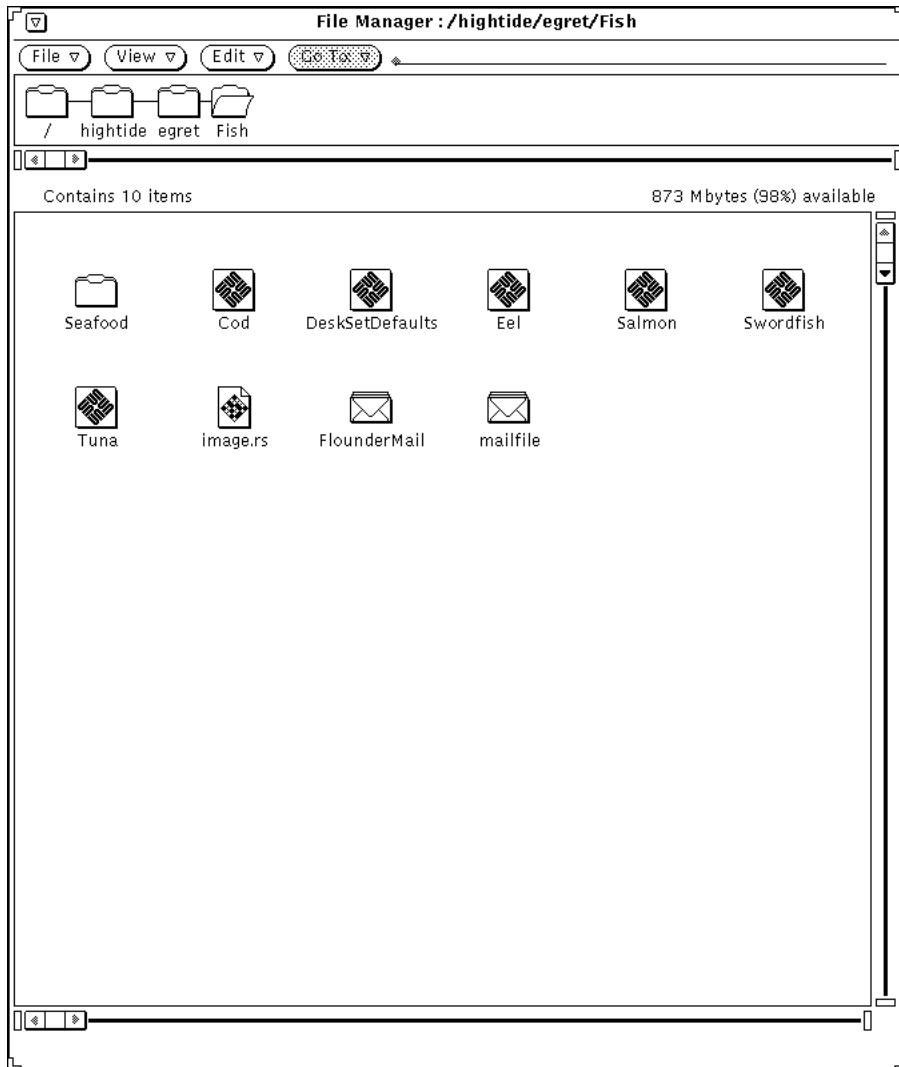 File Manager : /hightide/egret/Fish
File View Edit Go To:
/ hightide egret Fish
Contains 10 items 873 Mbytes (98%) available
Seafood Cod DeskSetDefaults Eel Salmon Swordfish
Tuna image.rs FlounderMail mailfile